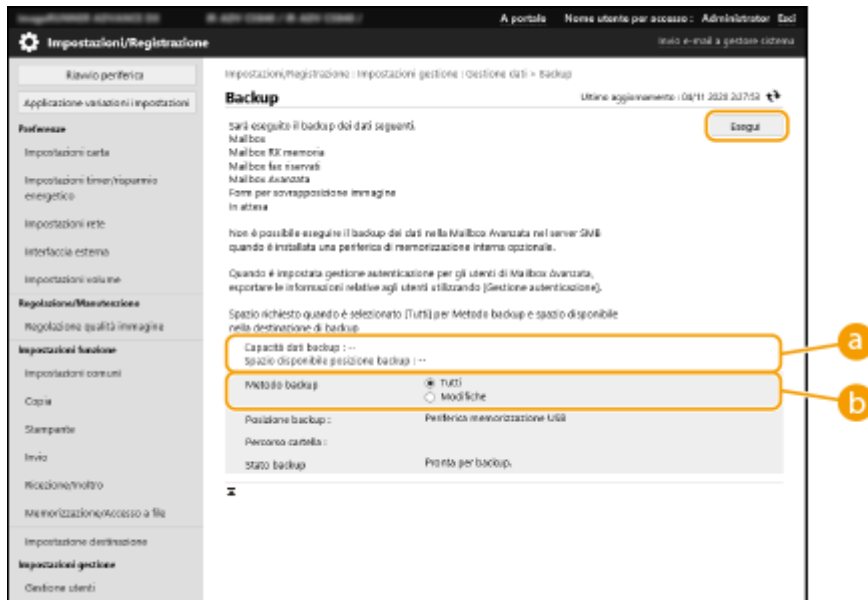 A portale Nome utente per accesso : Administrator Esci
Impostazioni/Registrazione
Invio e-mail a gestore sistema
Riavvio periferica
Applicazione variazioni impostazioni
Preferenze
Impostazioni carta
Impostazioni timer/risparmio
energetico
Impostazioni rete
Interfaccia esterna
Impostazioni volume
Regolazione/Manutenzione
Regolazione qualità immagine
Impostazioni funzione
Impostazioni comuni
Copia
Stampante
Invio
Ricezione/Inoltro
Memorizzazione/Accesso a file
Impostazione destinazione
Impostazioni gestione
Gestione utenti
Impostazioni/Registrazione : Impostazioni gestione : Gestione dati > Backup
Backup
Ultimo aggiornamento :
Esegui
Sarà eseguito il backup dei dati seguenti.
Mailbox
Mailbox RX memoria
Mailbox fax riservati
Mailbox Avanzata
Form per sovrapposizione immagine
In attesa
Non è possibile eseguire il backup dei dati nella Mailbox Avanzata nel server SMB
quando è installata una periferica di memorizzazione interna opzionale.
Quando è impostata gestione autenticazione per gli utenti di Mailbox Avanzata,
esportare le informazioni relative agli utenti utilizzando [Gestione autenticazione].
Spazio richiesto quando è selezionato [Tutti] per Metodo backup e spazio disponibile
nella destinazione di backup
Capacità dati backup : --
Spazio disponibile posizione backup : --
a
Metodo backup
Tutti
Modifiche
b
Posizione backup :
Periferica memorizzazione USB
Percorso cartella :
Stato backup
Pronta per backup.